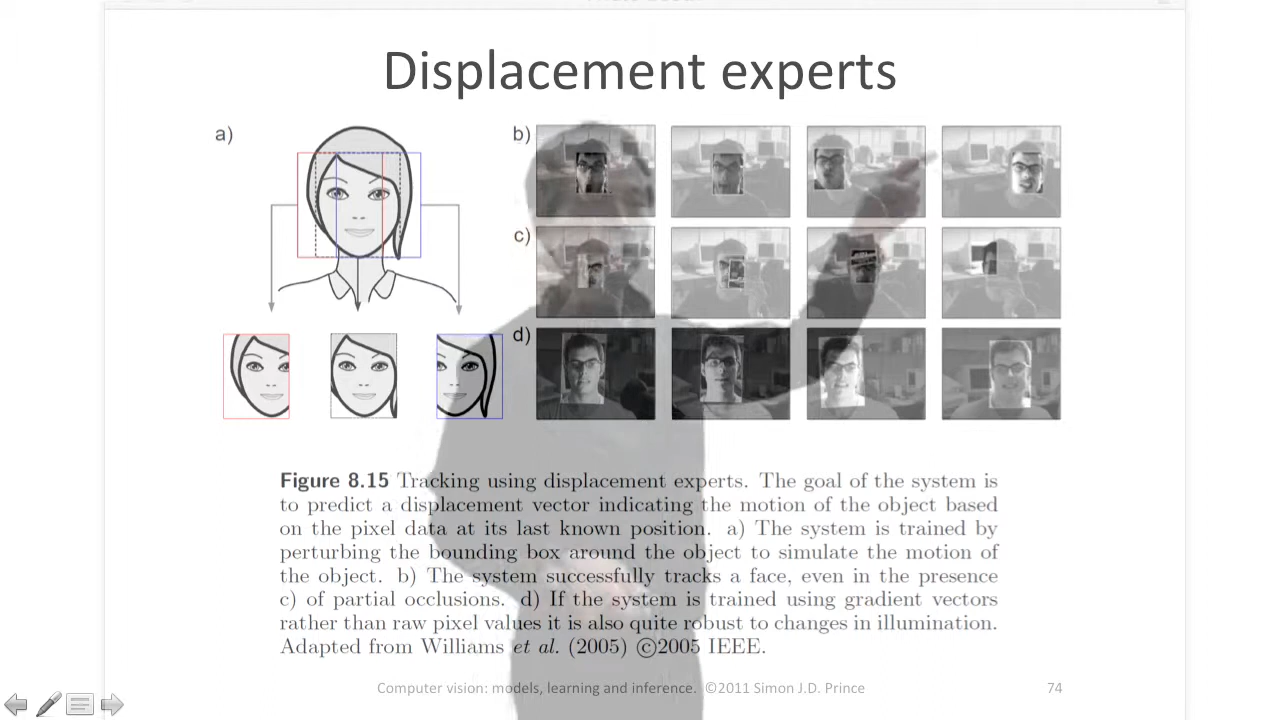 Displacement experts
a)
b)
c)
d)
Figure 8.15 Tracking using displacement experts. The goal of the system is
to predict a displacement vector indicating the motion of the object based
on the pixel data at its last known position. a) The system is trained by
perturbing the bounding box around the object to simulate the motion of
the object. b) The system successfully tracks a face, even in the presence
c) of partial occlusions. d) If the system is trained using gradient vectors
rather than raw pixel values it is also quite robust to changes in illumination.
Adapted from Williams et al. (2005) ©2005 IEEE.
Computer vision: models, learning and inference. ©2011 Simon J.D. Prince
74